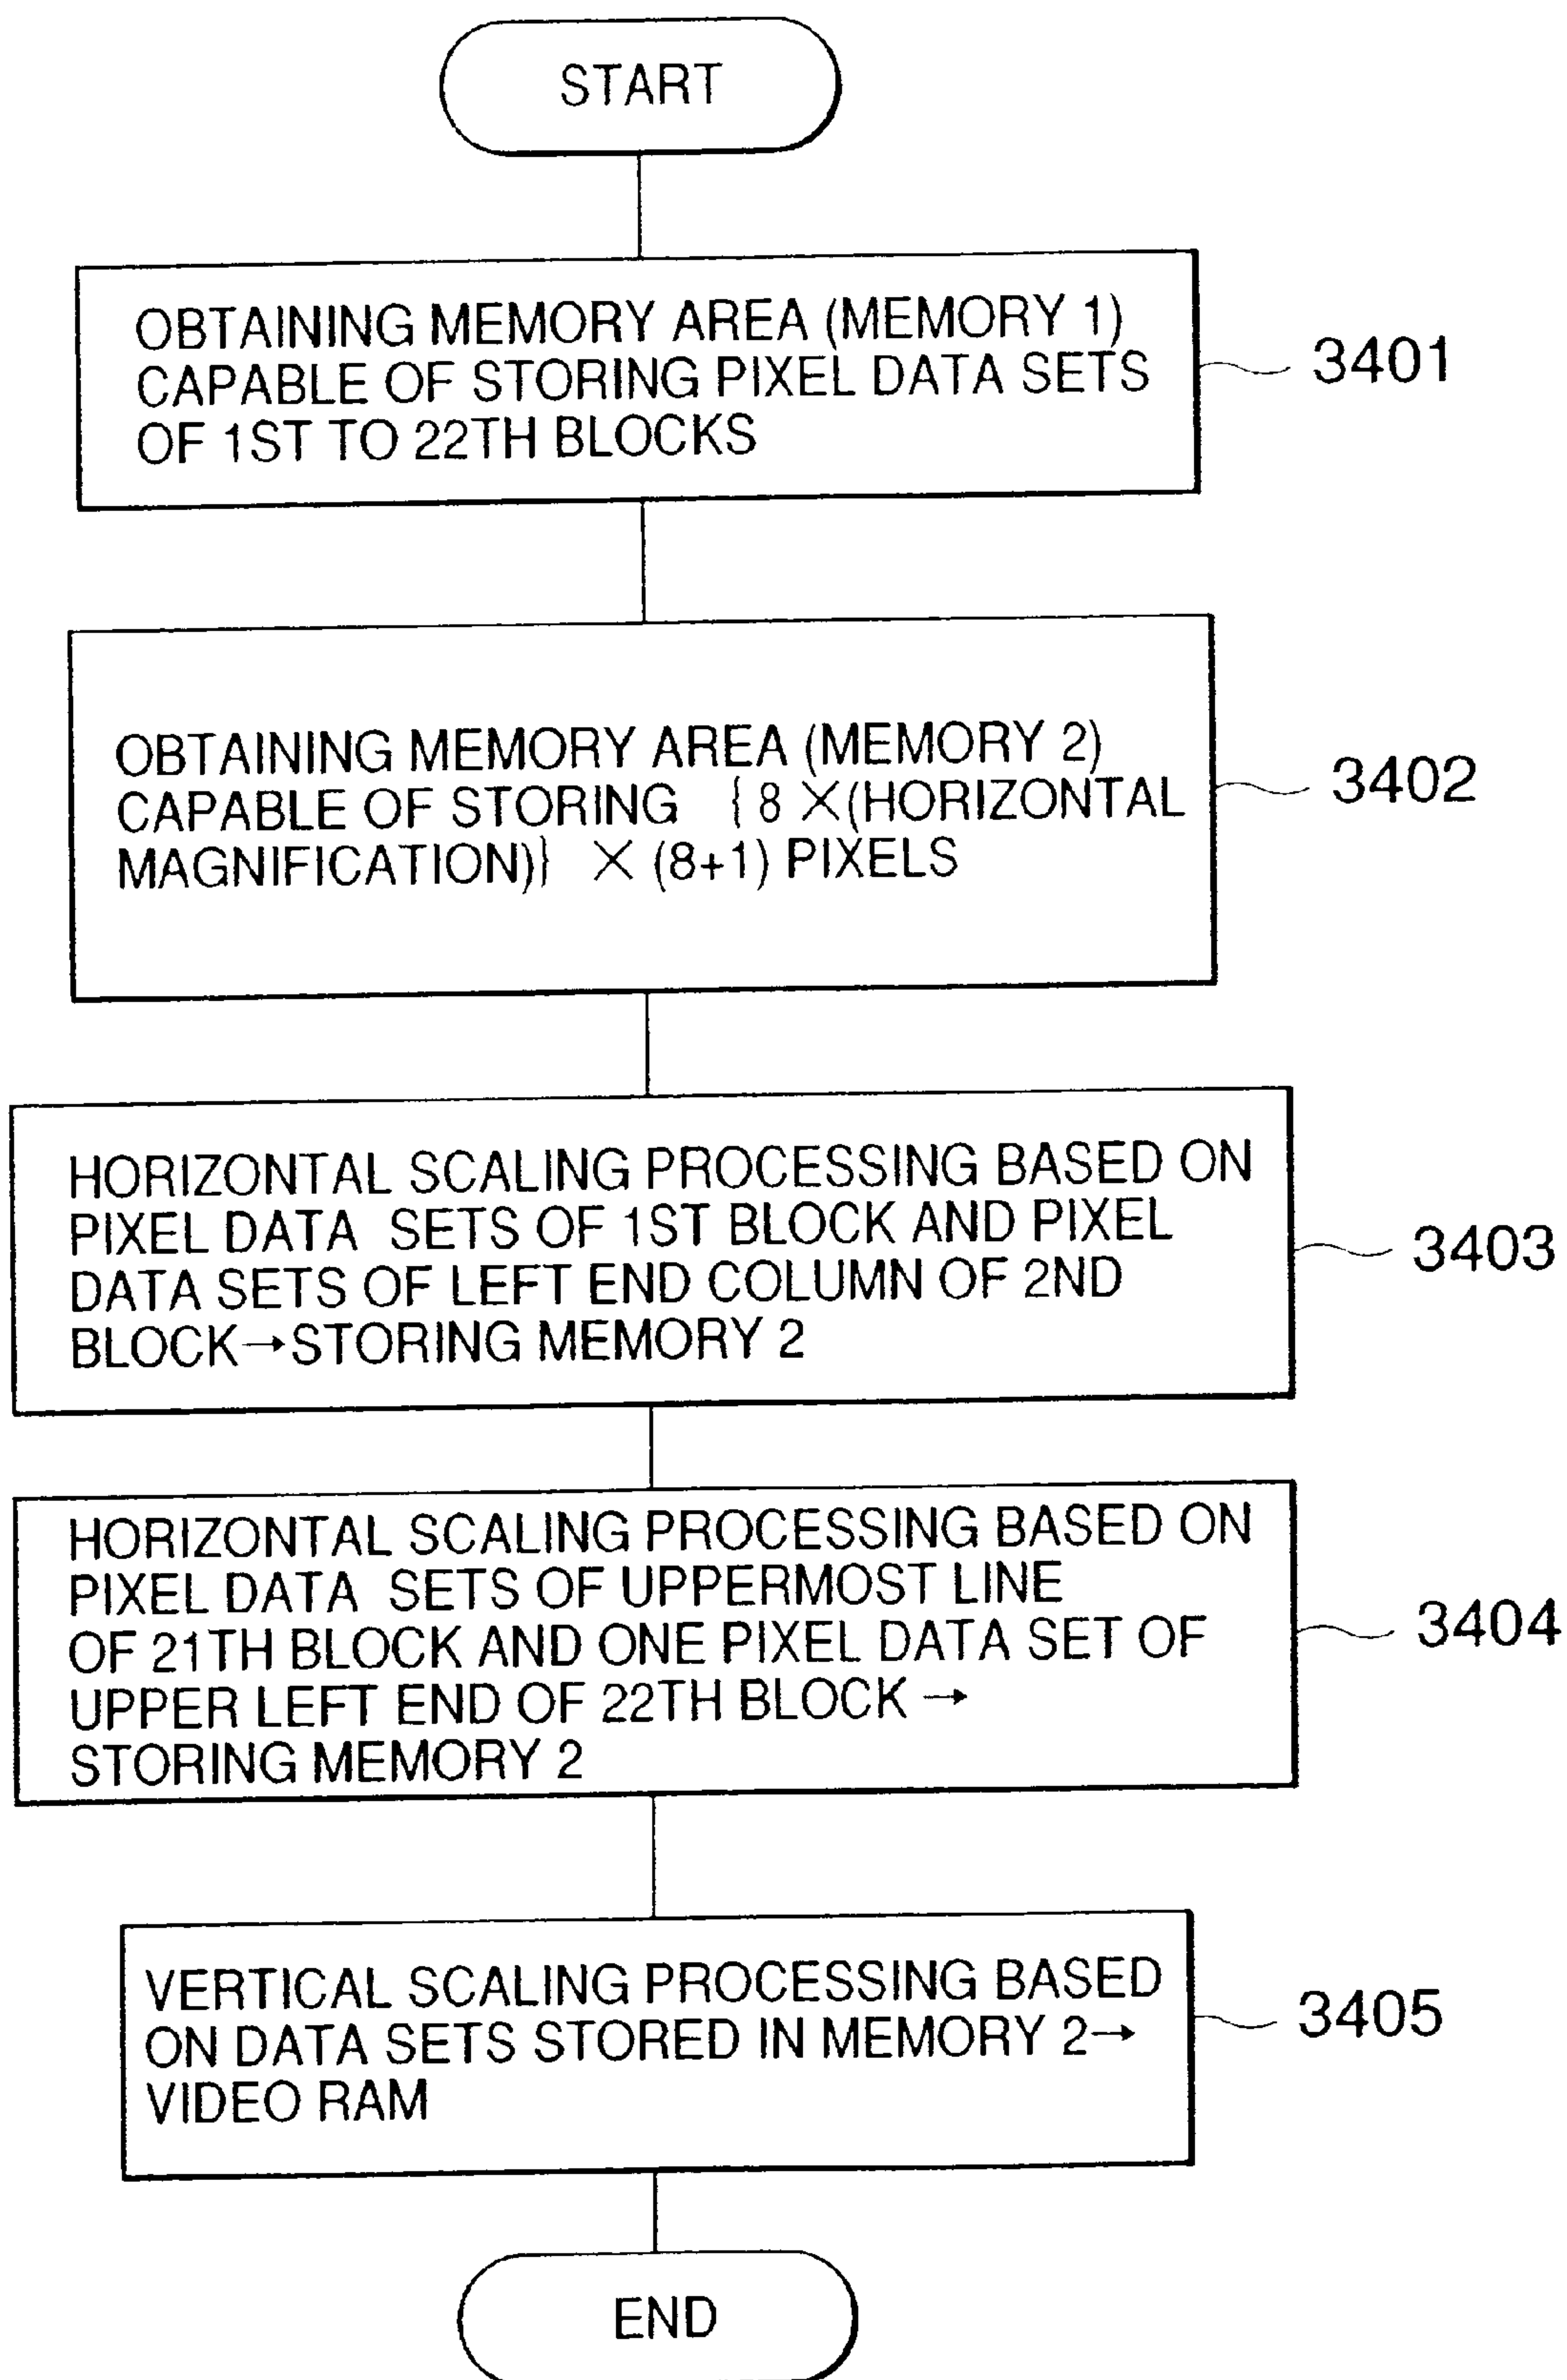 START
OBTAINING MEMORY AREA (MEMORY 1)
CAPABLE OF STORING PIXEL DATA SETS
OF 1ST TO 22TH BLOCKS
3401
OBTAINING MEMORY AREA (MEMORY 2)
CAPABLE OF STORING {8 ×(HORIZONTAL
MAGNIFICATION)} × (8+1) PIXELS
3402
HORIZONTAL SCALING PROCESSING BASED ON
PIXEL DATA SETS OF 1ST BLOCK AND PIXEL
DATA SETS OF LEFT END COLUMN OF 2ND
BLOCK→STORING MEMORY 2
3403
HORIZONTAL SCALING PROCESSING BASED ON
PIXEL DATA SETS OF UPPERMOST LINE
OF 21TH BLOCK AND ONE PIXEL DATA SET OF
UPPER LEFT END OF 22TH BLOCK →
STORING MEMORY 2
3404
VERTICAL SCALING PROCESSING BASED
ON DATA SETS STORED IN MEMORY 2→
VIDEO RAM
3405
END